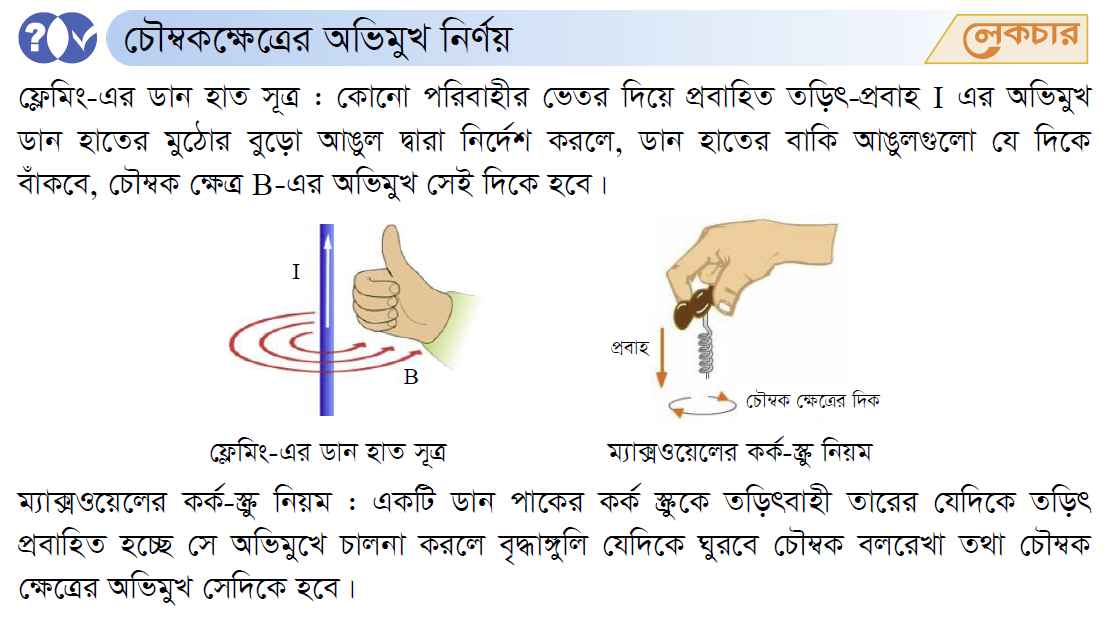 চৌম্বকক্ষেত্রের অভিমুখ নির্ণয়
লেকচার
ফ্লেমিং-এর ডান হাত সূত্র : কোনো পরিবাহীর ভেতর দিয়ে প্রবাহিত তড়িৎ-প্রবাহ I এর অভিমুখ
ডান হাতের মুঠোর বুড়ো আঙুল দ্বারা নির্দেশ করলে, ডান হাতের বাকি আঙুলগুলো যে দিকে
বাঁকবে, চৌম্বক ক্ষেত্র B-এর অভিমুখ সেই দিকে হবে।
I
B
প্রবাহ
চৌম্বক ক্ষেত্রের দিক
ফ্লেমিং-এর ডান হাত সূত্র
ম্যাক্সওয়েলের কর্ক-স্ক্রু নিয়ম
ম্যাক্সওয়েলের কর্ক-স্ক্রু নিয়ম : একটি ডান পাকের কর্ক স্ক্রুকে তড়িৎবাহী তারের যেদিকে তড়িৎ
প্রবাহিত হচ্ছে সে অভিমুখে চালনা করলে বৃদ্ধাঙ্গুলি যেদিকে ঘুরবে চৌম্বক বলরেখা তথা চৌম্বক
ক্ষেত্রের অভিমুখ সেদিকে হবে।